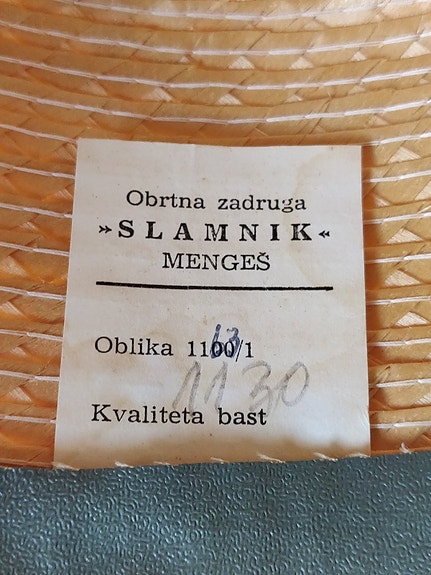 Obrtna zadruga
»SLAMNIK«
MENGEŠ
Oblika 1100/1
13
1130
Kvaliteta bast